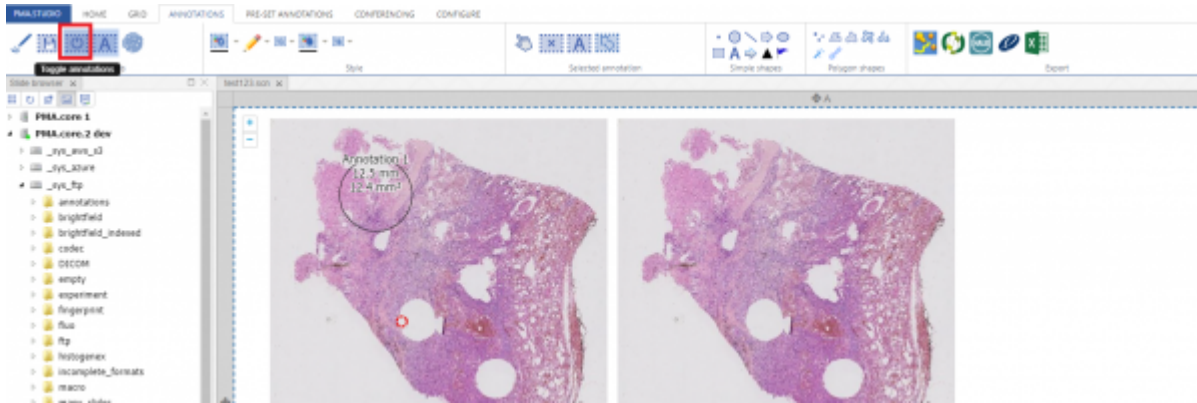 PMA.STUDIO HOME GRID ANNOTATIONS PRE-SET ANNOTATIONS CONFERENCING CONFIGURE
Toggle annotations
Style
Selected annotation
Simple shapes
Polygon shapes
Export
Slide browser
test123.scn
A
PMA.core 1
PMA.core.2 dev
_sys_aws_s3
_sys_azure
_sys_ftp
annotations
brightfield
brightfield_indexed
codec
DICOM
empty
experiment
fingerprint
fluo
ftp
histogenex
incomplete_formats
macro
many_slides
Annotation 1
12.5 mm
12.4 mm²